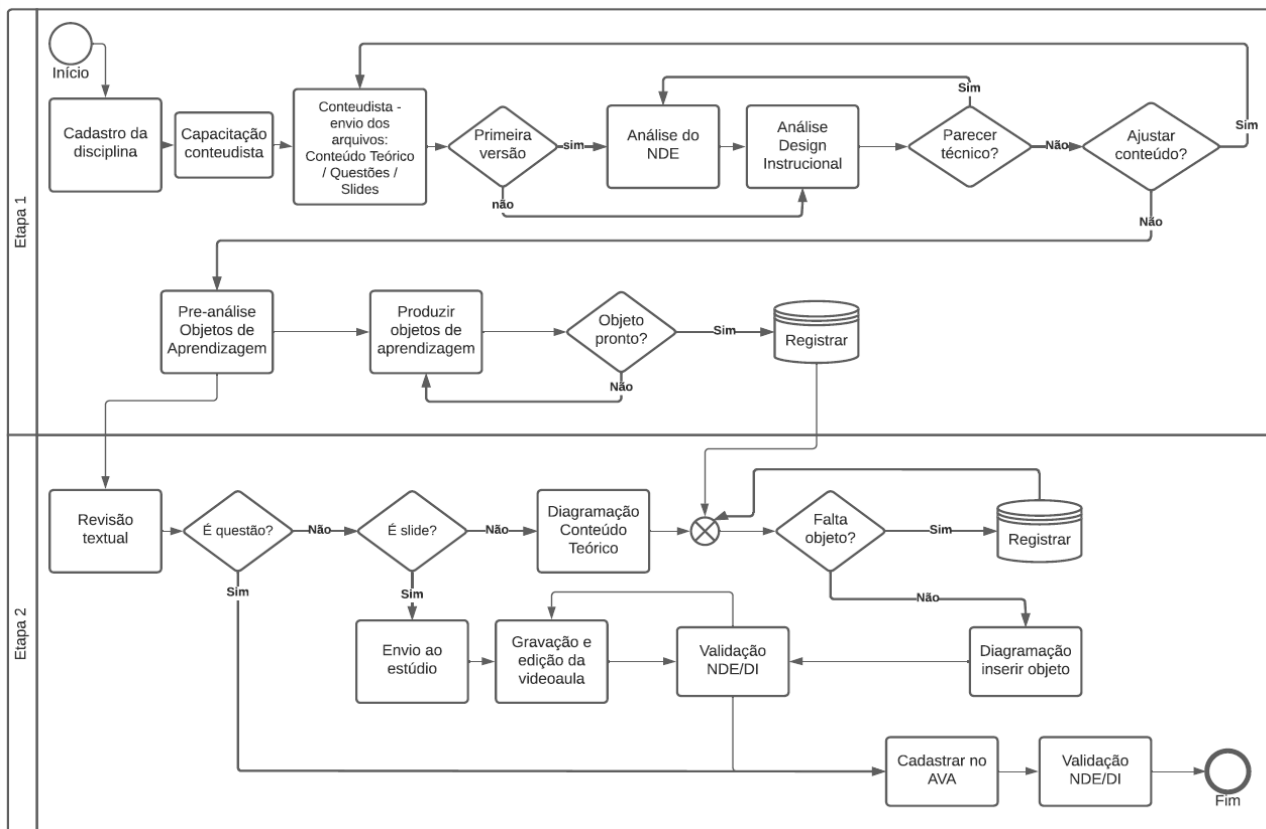 Etapa 1
Início
Cadastro da
disciplina
Capacitação
conteudista
Conteudista -
envio dos
arquivos:
Conteúdo Teórico
/ Questões /
Slides
Primeira
versão
sim
não
Análise do
NDE
Análise
Design
Instrucional
Sim
Parecer
técnico?
Não
Ajustar
conteúdo?
Sim
Não
Pre-análise
Objetos de
Aprendizagem
Produzir
objetos de
aprendizagem
Objeto
pronto?
Sim
Não
Registrar
Etapa 2
Revisão
textual
É questão?
Não
Sim
É slide?
Não
Sim
Diagramação
Conteúdo
Teórico
Falta
objeto?
Sim
Não
Registrar
Envio ao
estúdio
Gravação e
edição da
videoaula
Validação
NDE/DI
Diagramação
inserir objeto
Cadastrar no
AVA
Validação
NDE/DI
Fim